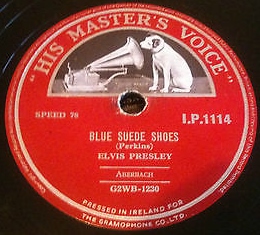 "HIS MASTER'S VOICE"
SPEED 78
I.P.1114
BLUE SUEDE SHOES
(Perkins)
ELVIS PRESLEY
ABERBACH
G2WB-1230
PRESSED IN IRELAND FOR
THE GRAMOPHONE CO., LTD.